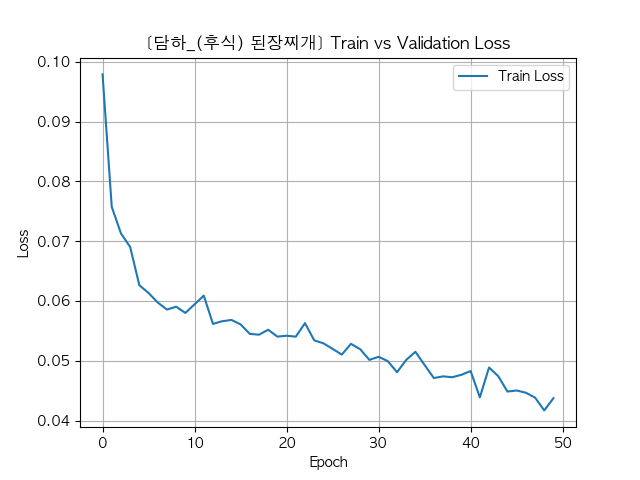 [담하_(후식) 된장찌개] Train vs Validation Loss
Train Loss
0.10
0.09
0.08
0.07
0.06
0.05
0.04
Loss
0 10 20 30 40 50
Epoch